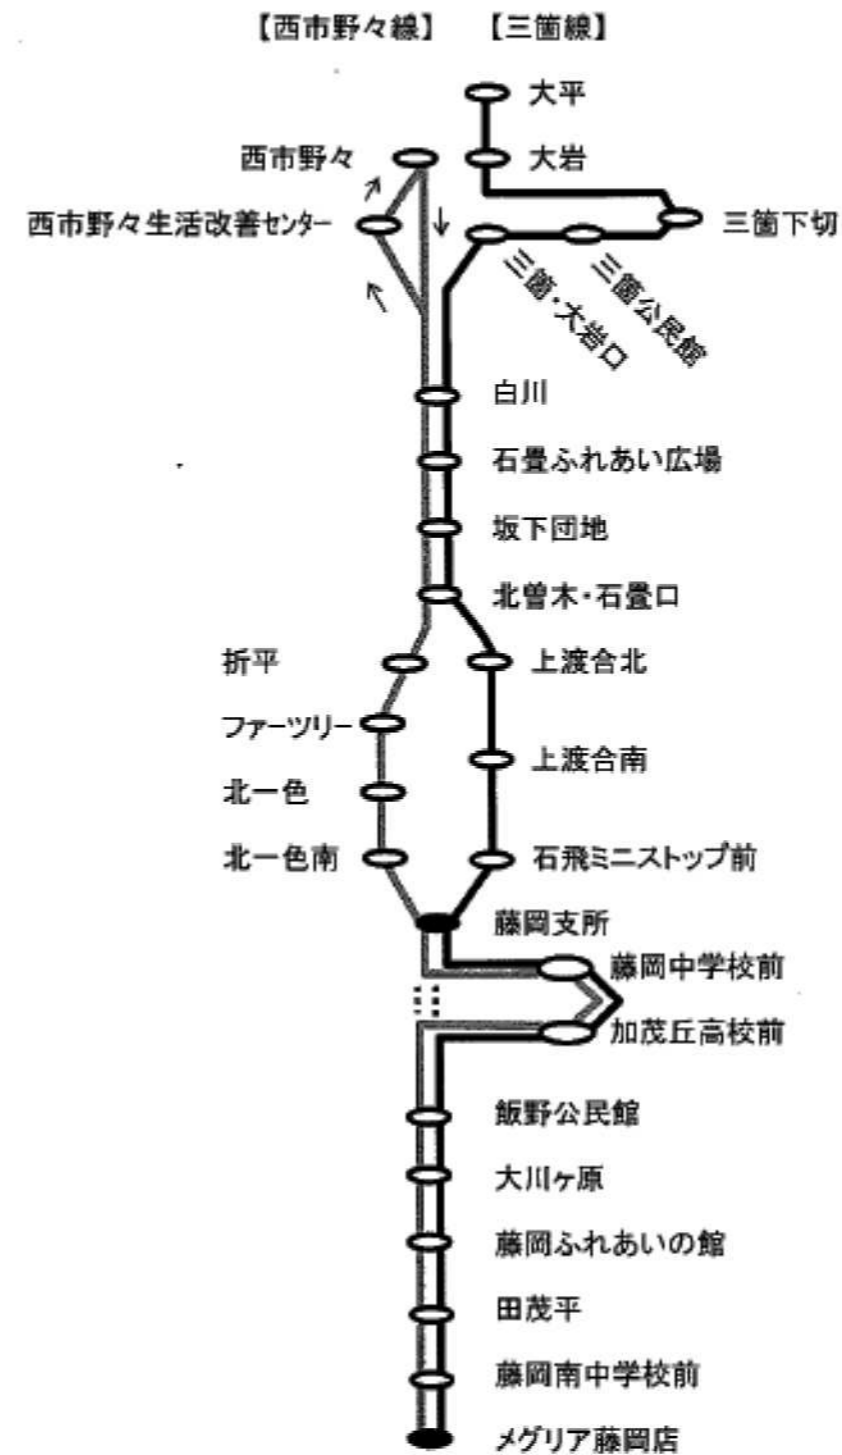 【西市野々線】 【三箇線】
大平
西市野々 大岩
西市野々生活改善センター 三箇下切
三箇・大岩口 三箇公民館
白川
石畳ふれあい広場
坂下団地
北曽木・石畳口
折平 上渡合北
ファーツリー
上渡合南
北一色
北一色南 石飛ミニストップ前
藤岡支所
藤岡中学校前
加茂丘高校前
飯野公民館
大川ヶ原
藤岡ふれあいの館
田茂平
藤岡南中学校前
メグリア藤岡店